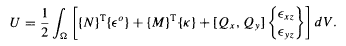 U = \frac{1}{2} \int_{\Omega} \left[ \{N\}^{\mathrm{T}} \{\epsilon^{o}\} + \{M\}^{\mathrm{T}} \{\kappa\} + [Q_x, Q_y] \begin{Bmatrix} \epsilon_{xz} \\ \epsilon_{yz} \end{Bmatrix} \right] dV.